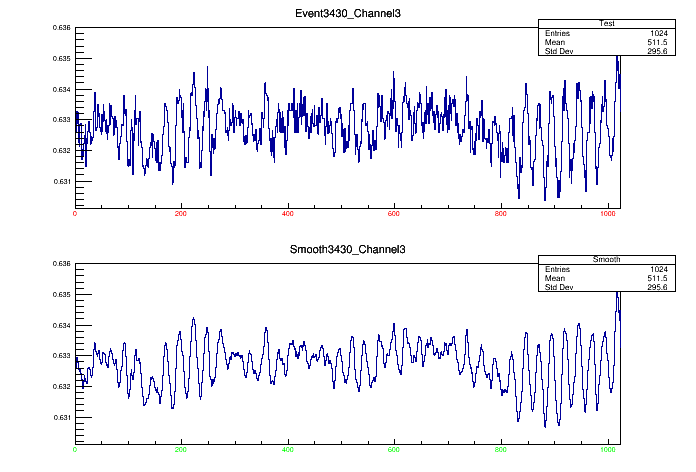 Event3430_Channel3
Test
Entries 1024
Mean 511.5
Std Dev 295.6
0.636
0.635
0.634
0.633
0.632
0.631
0 200 400 600 800 1000
Smooth3430_Channel3
Smooth
Entries 1024
Mean 511.5
Std Dev 295.6
0.636
0.635
0.634
0.633
0.632
0.631
0 200 400 600 800 1000